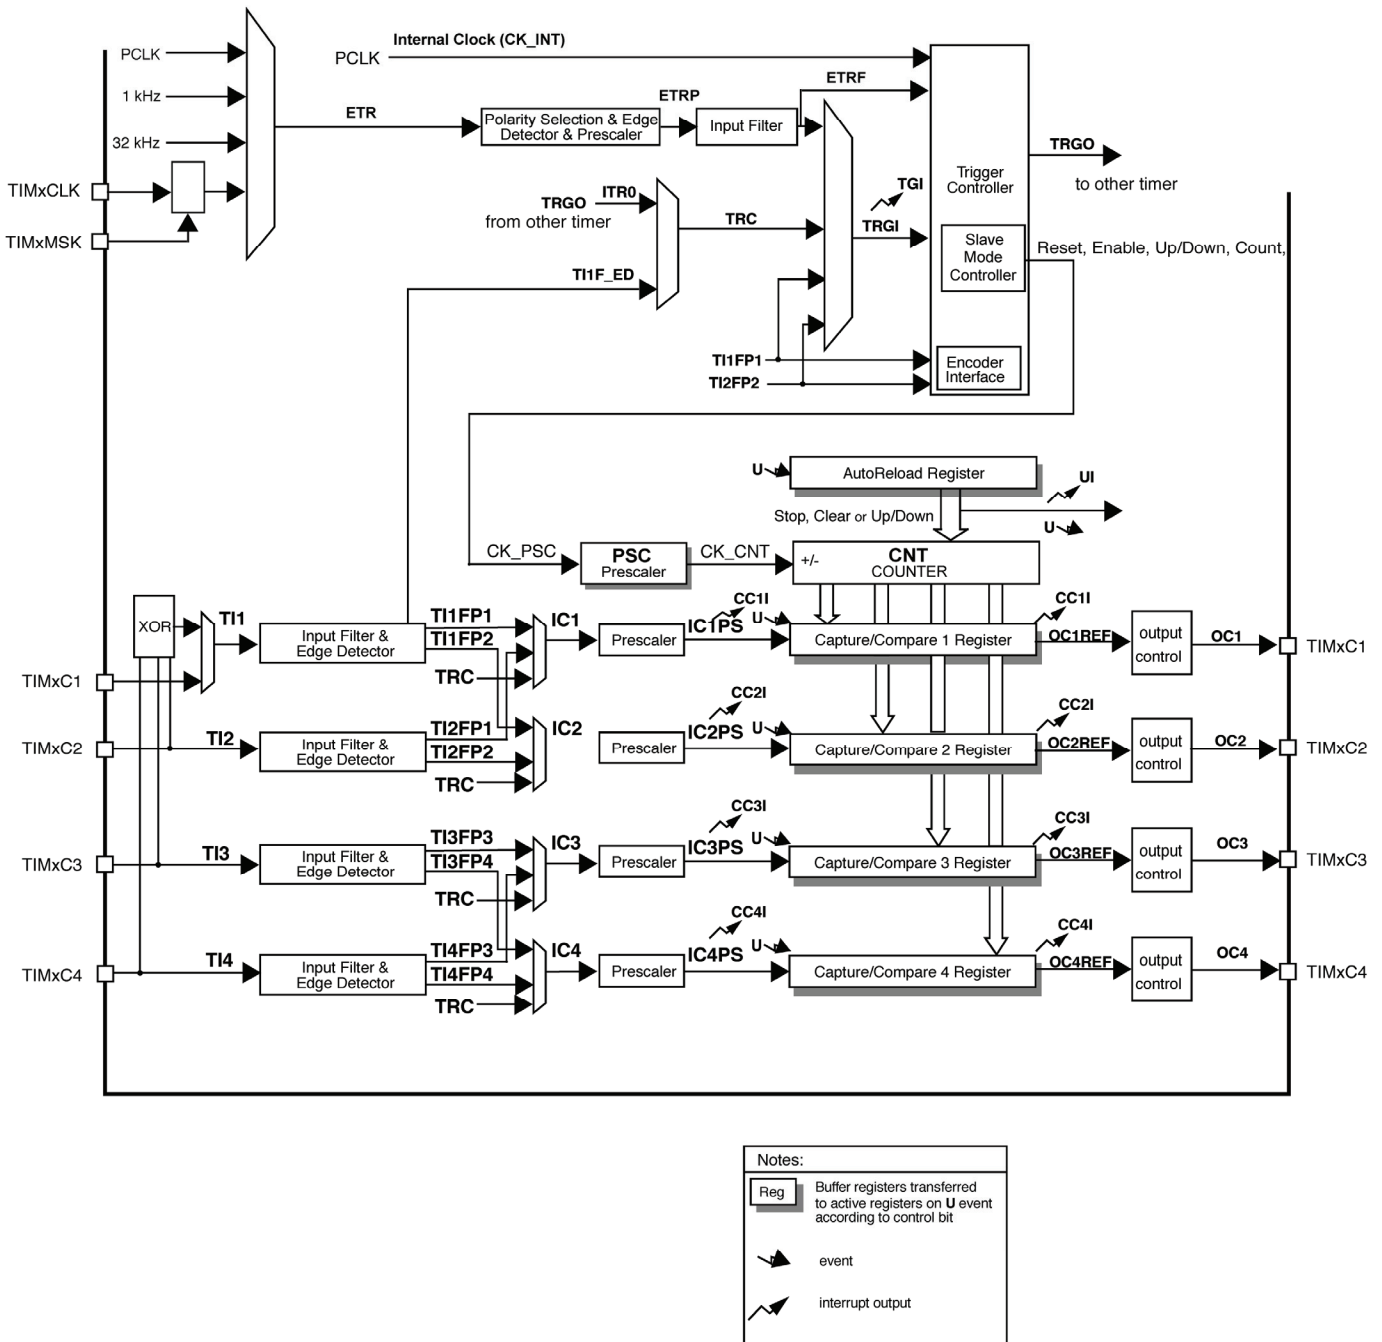 Internal Clock (CK_INT)
PCLK
PCLK
ETRF
1 kHz
ETRP
ETR
Polarity Selection & Edge
Detector & Prescaler
Input Filter
32 kHz
TRGO
to other timer
Trigger
Controller
TIMxCLK
TIMxMSK
TRGO
ITR0
from other timer
TRC
TGI
TRGI
Slave
Mode
Controller
Reset, Enable, Up/Down, Count,
TI1F_ED
TI1FP1
TI2FP2
Encoder
Interface
U
AutoReload Register
UI
Stop, Clear or Up/Down
U
CK_PSC
PSC
Prescaler
CK_CNT
+/-
CNT
COUNTER
XOR
TI1
Input Filter &
Edge Detector
TI1FP1
TI1FP2
TRC
IC1
Prescaler
CC1I
IC1PS
U
Capture/Compare 1 Register
CC1I
OC1REF
output
control
OC1
TIMxC1
TIMxC1
TIMxC2
TI2
Input Filter &
Edge Detector
TI2FP1
TI2FP2
TRC
IC2
Prescaler
CC2I
IC2PS
U
Capture/Compare 2 Register
CC2I
OC2REF
output
control
OC2
TIMxC2
TIMxC3
TI3
Input Filter &
Edge Detector
TI3FP3
TI3FP4
TRC
IC3
Prescaler
CC3I
IC3PS
U
Capture/Compare 3 Register
CC3I
OC3REF
output
control
OC3
TIMxC3
TIMxC4
TI4
Input Filter &
Edge Detector
TI4FP3
TI4FP4
TRC
IC4
Prescaler
CC4I
IC4PS
U
Capture/Compare 4 Register
CC4I
OC4REF
output
control
OC4
TIMxC4
Notes:
Reg
Buffer registers transferred
to active registers on U event
according to control bit
event
interrupt output